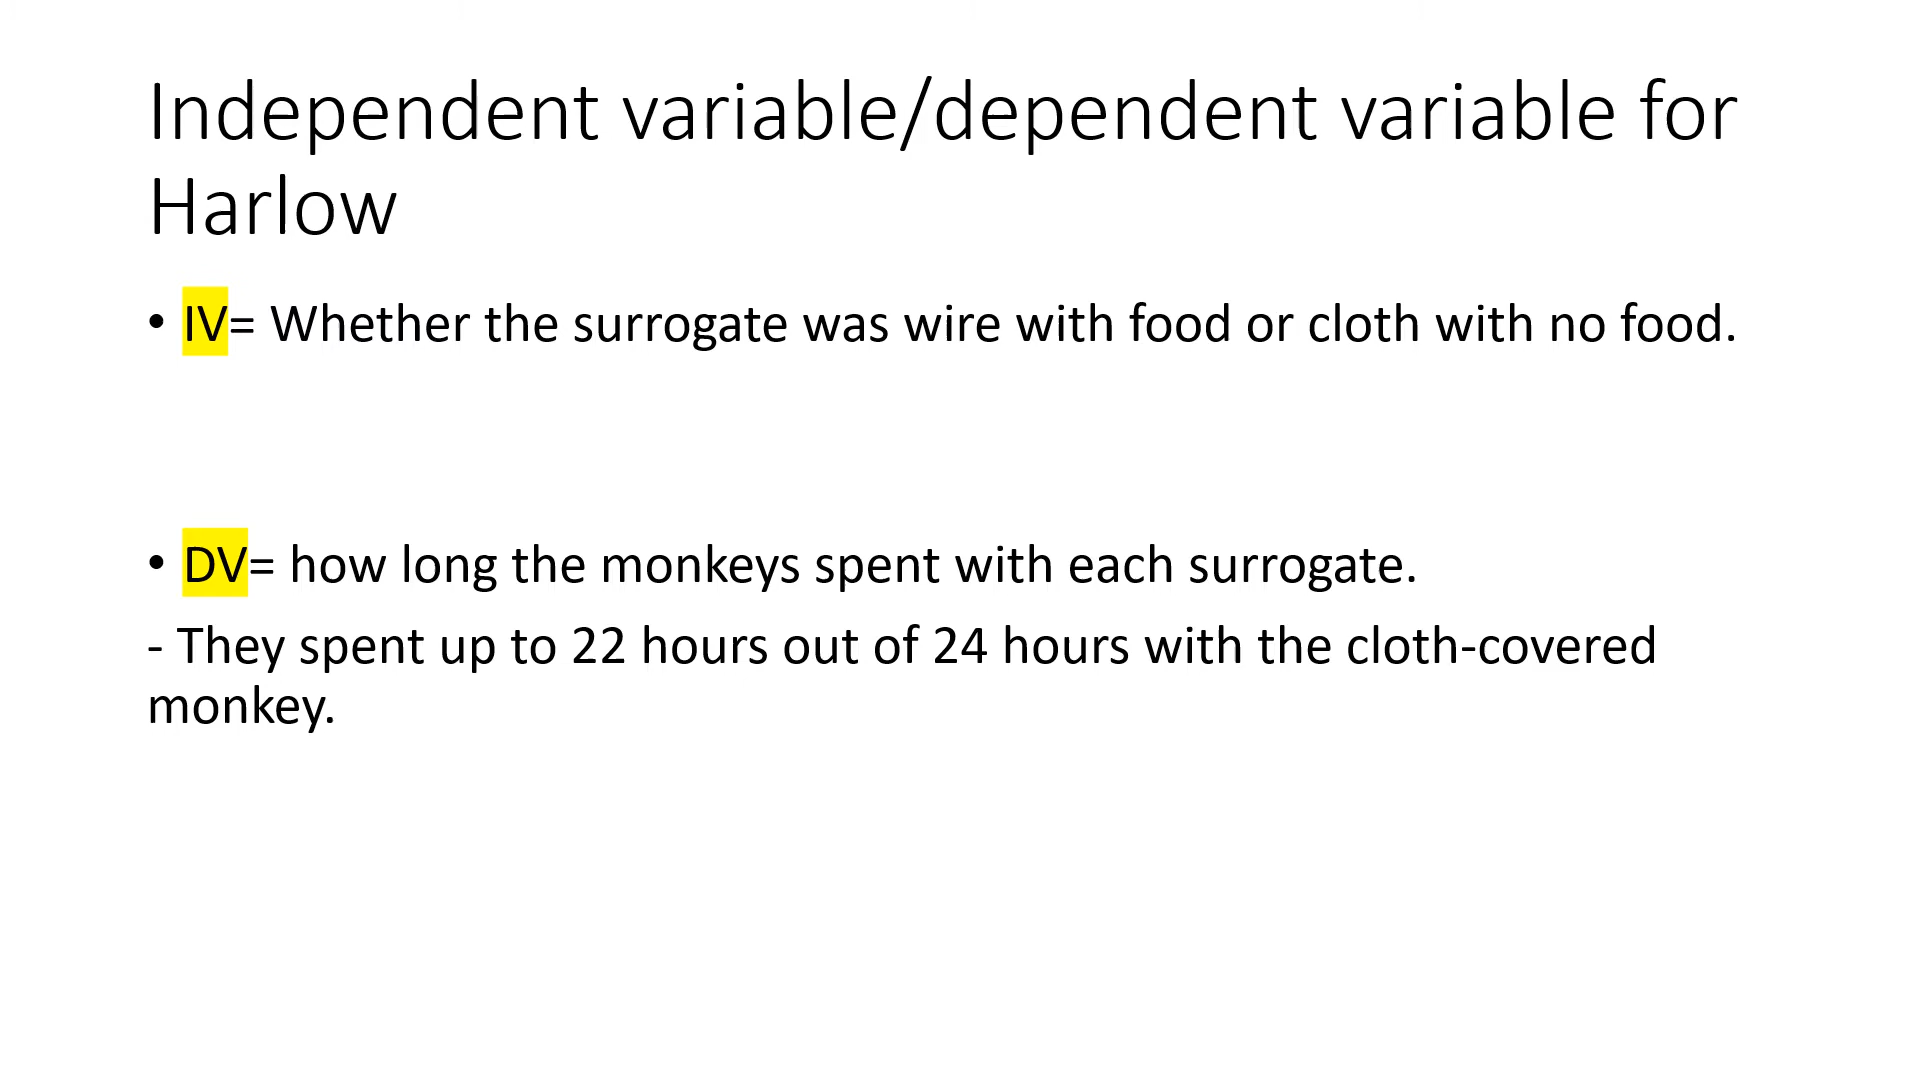 Independent variable/dependent variable for
Harlow
• IV= Whether the surrogate was wire with food or cloth with no food.
• DV= how long the monkeys spent with each surrogate.
- They spent up to 22 hours out of 24 hours with the cloth-covered
monkey.